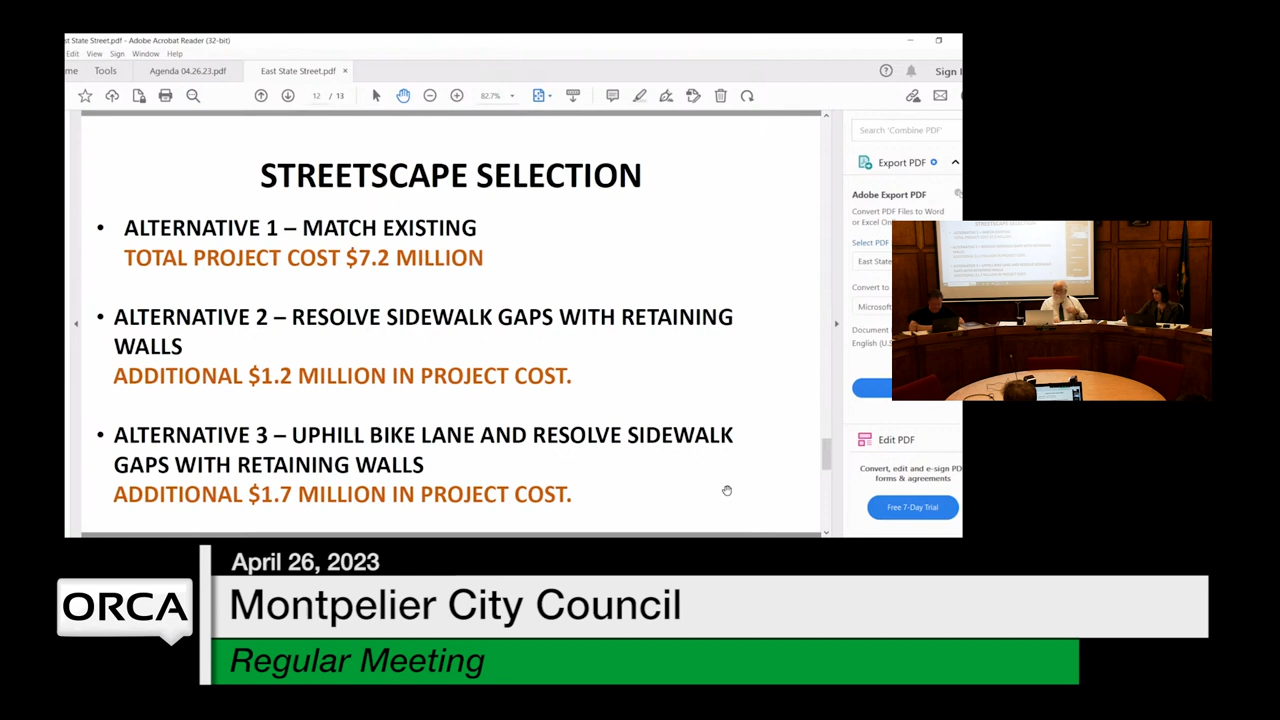 st State Street.pdf - Adobe Acrobat Reader (32-bit)
Edit View Sign Window Help
me Tools Agenda 04.26.23.pdf East State Street.pdf × Sign I
12 / 13 82.7%
STREETSCAPE SELECTION
• ALTERNATIVE 1 – MATCH EXISTING
TOTAL PROJECT COST $7.2 MILLION
• ALTERNATIVE 2 – RESOLVE SIDEWALK GAPS WITH RETAINING
WALLS
ADDITIONAL $1.2 MILLION IN PROJECT COST.
• ALTERNATIVE 3 – UPHILL BIKE LANE AND RESOLVE SIDEWALK
GAPS WITH RETAINING WALLS
ADDITIONAL $1.7 MILLION IN PROJECT COST.
Search 'Combine PDF'
Export PDF
Adobe Export PDF
Convert PDF Files to Word
or Excel Onl
Select PDF
East State
Convert to
Microsoft
Document
English (U.S
Edit PDF
Convert, edit and e-sign PD
forms & agreements
Free 7-Day Trial
STREETSCAPE SELECTION
April 26, 2023
ORCA
Montpelier City Council
Regular Meeting